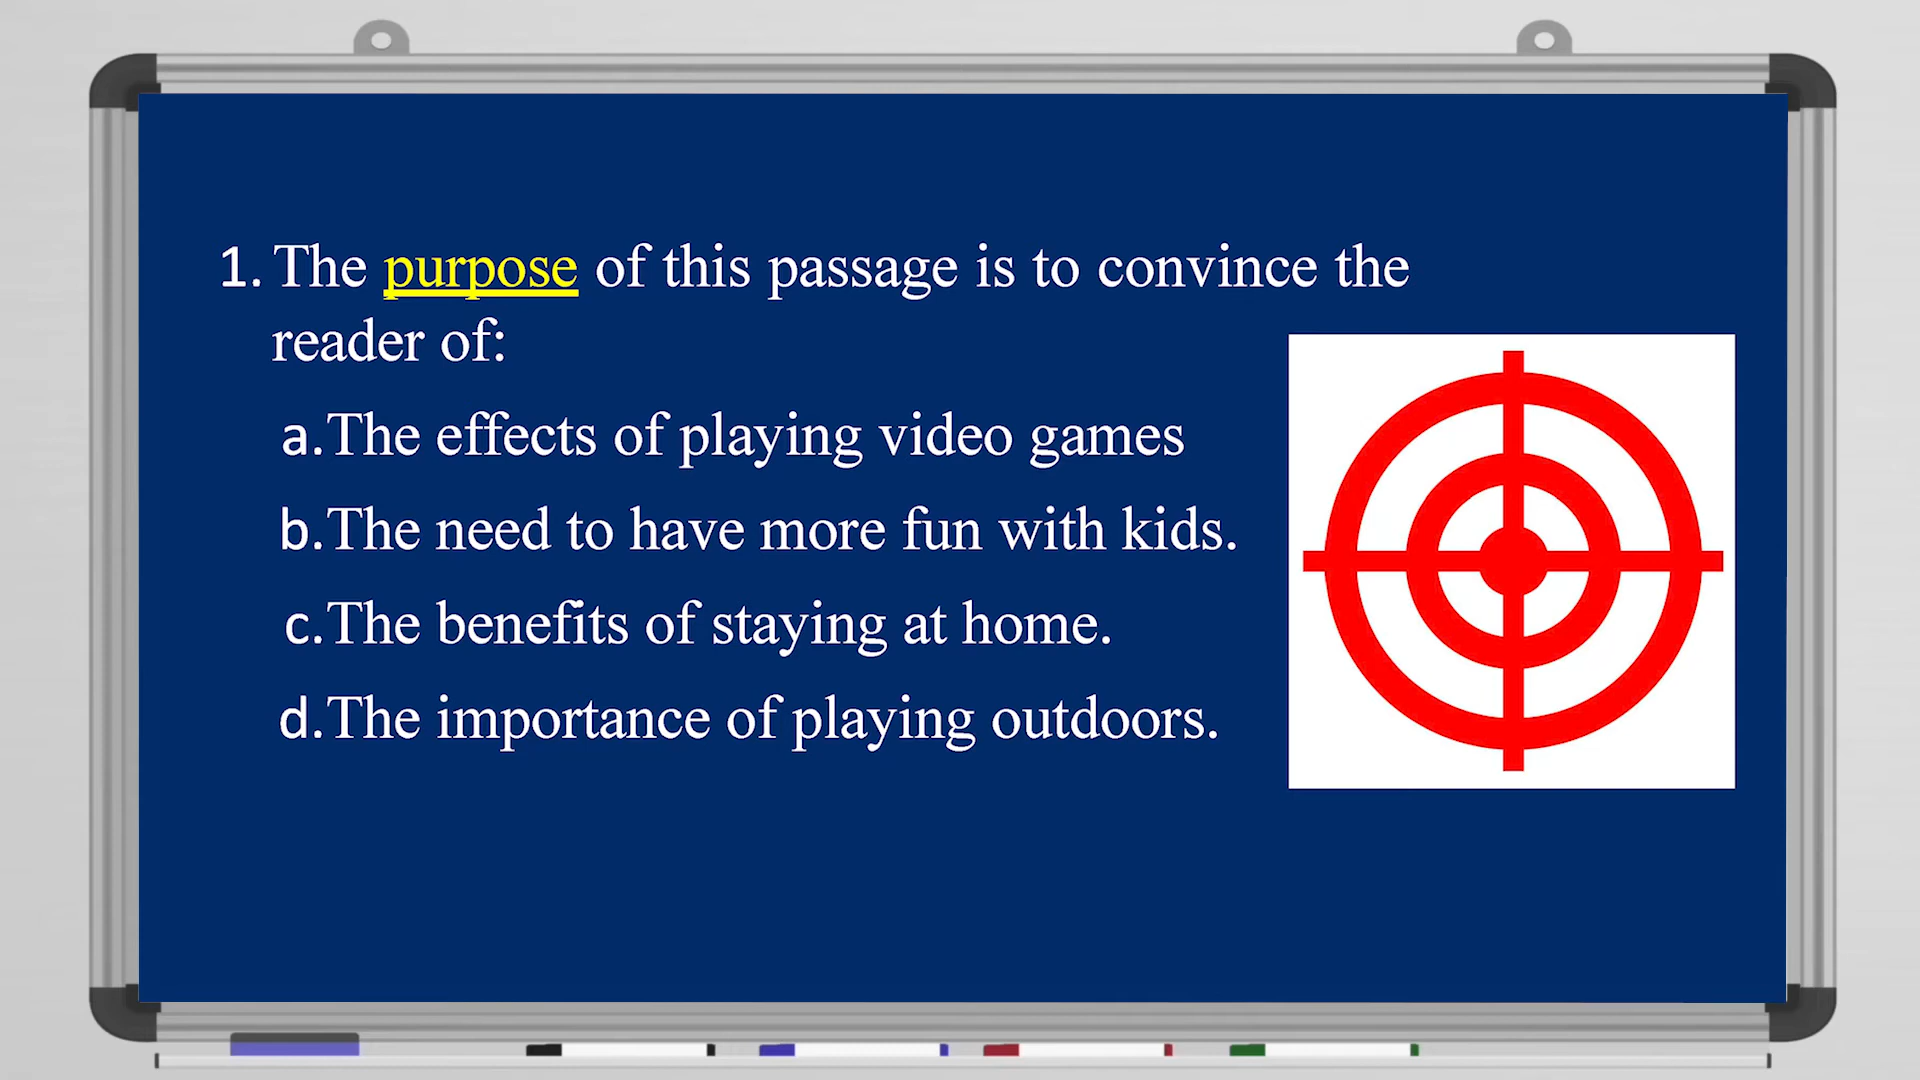 1. The purpose of this passage is to convince the
reader of:
a.The effects of playing video games
b.The need to have more fun with kids.
c.The benefits of staying at home.
d.The importance of playing outdoors.